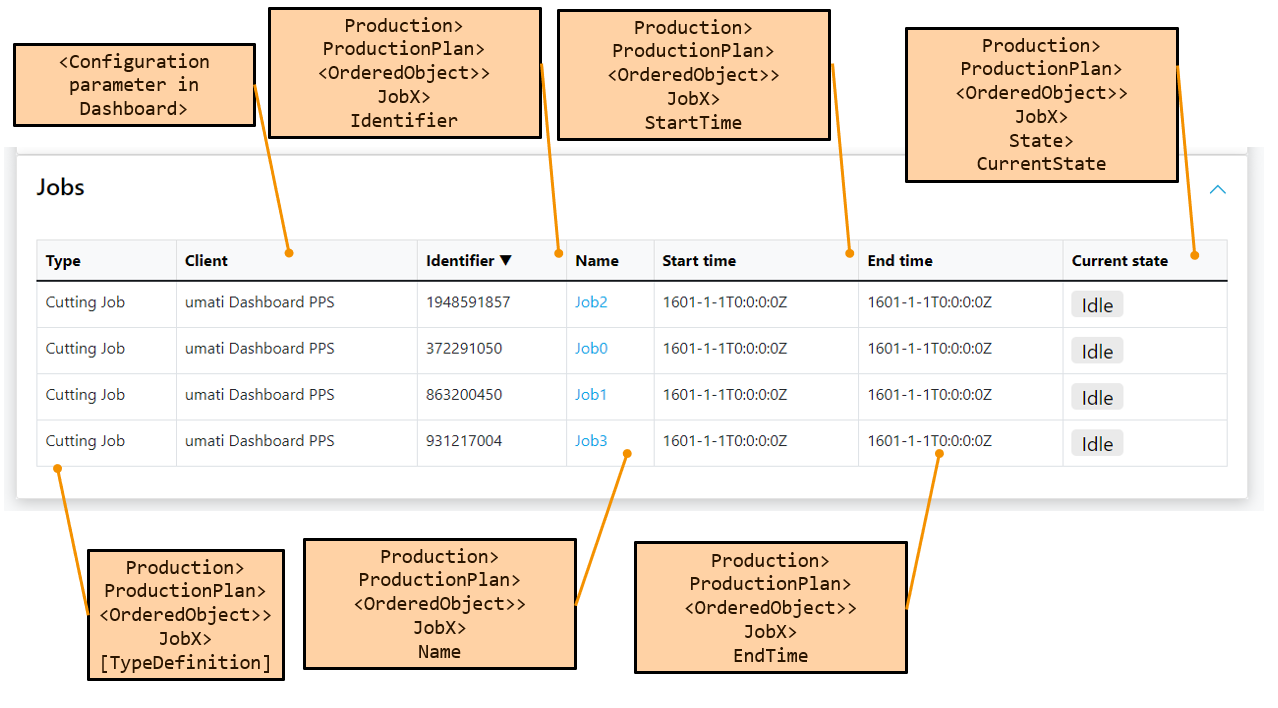 <Configuration
parameter in
Dashboard>
Production>
ProductionPlan>
<OrderedObject>>
JobX>
Identifier
Production>
ProductionPlan>
<OrderedObject>>
JobX>
StartTime
Production>
ProductionPlan>
<OrderedObject>>
JobX>
State>
CurrentState
Jobs
Type Client Identifier ▼ Name Start time End time Current state
Cutting Job umati Dashboard PPS 1948591857 Job2 1601-1-1T0:0:0:0Z 1601-1-1T0:0:0:0Z Idle
Cutting Job umati Dashboard PPS 372291050 Job0 1601-1-1T0:0:0:0Z 1601-1-1T0:0:0:0Z Idle
Cutting Job umati Dashboard PPS 863200450 Job1 1601-1-1T0:0:0:0Z 1601-1-1T0:0:0:0Z Idle
Cutting Job umati Dashboard PPS 931217004 Job3 1601-1-1T0:0:0:0Z 1601-1-1T0:0:0:0Z Idle
Production>
ProductionPlan>
<OrderedObject>>
JobX>
[TypeDefinition]
Production>
ProductionPlan>
<OrderedObject>>
JobX>
Name
Production>
ProductionPlan>
<OrderedObject>>
JobX>
EndTime